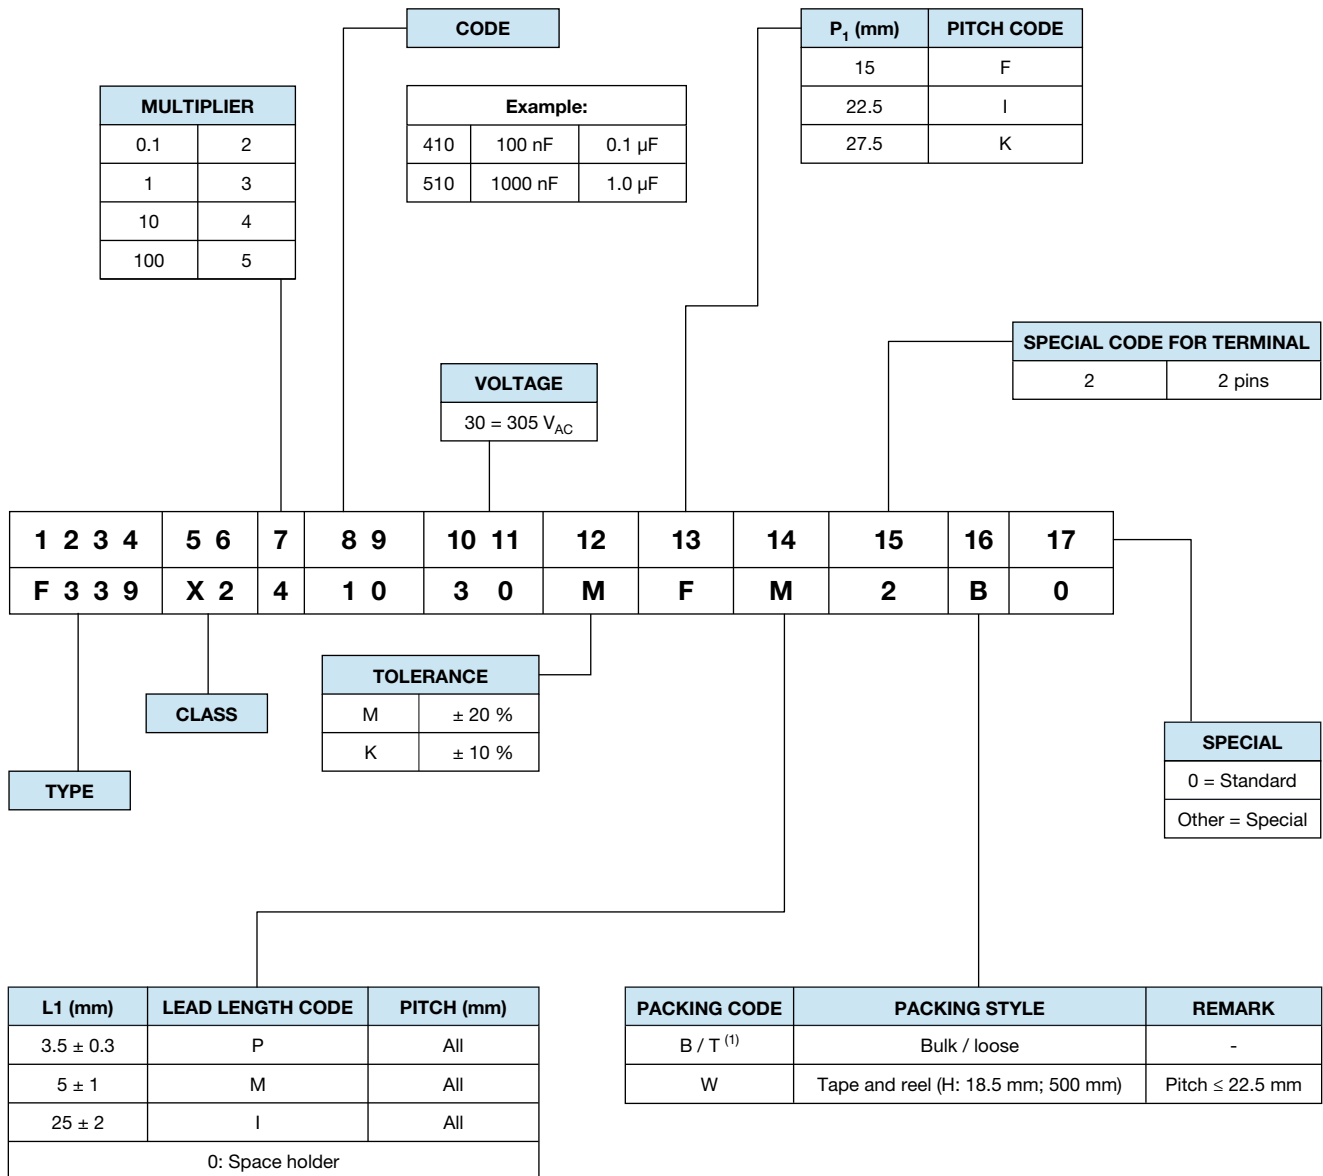 CODE
P1 (mm) PITCH CODE
15 F
22.5 I
27.5 K
MULTIPLIER
0.1 2
1 3
10 4
100 5
Example:
410 100 nF 0.1 µF
510 1000 nF 1.0 µF
SPECIAL CODE FOR TERMINAL
2 2 pins
VOLTAGE
30 = 305 VAC
1 2 3 4 5 6 7 8 9 10 11 12 13 14 15 16 17
F 3 3 9 X 2 4 1 0 3 0 M F M 2 B 0
TOLERANCE
M ± 20 %
K ± 10 %
CLASS
TYPE
SPECIAL
0 = Standard
Other = Special
L1 (mm) LEAD LENGTH CODE PITCH (mm)
3.5 ± 0.3 P All
5 ± 1 M All
25 ± 2 I All
0: Space holder
PACKING CODE PACKING STYLE REMARK
B / T (1) Bulk / loose -
W Tape and reel (H: 18.5 mm; 500 mm) Pitch ≤ 22.5 mm